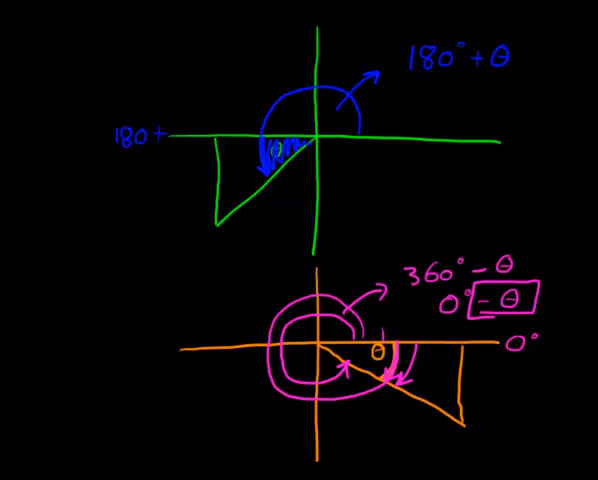 180° + θ
180 +
θ
360° - θ
0° - θ
0°
θ